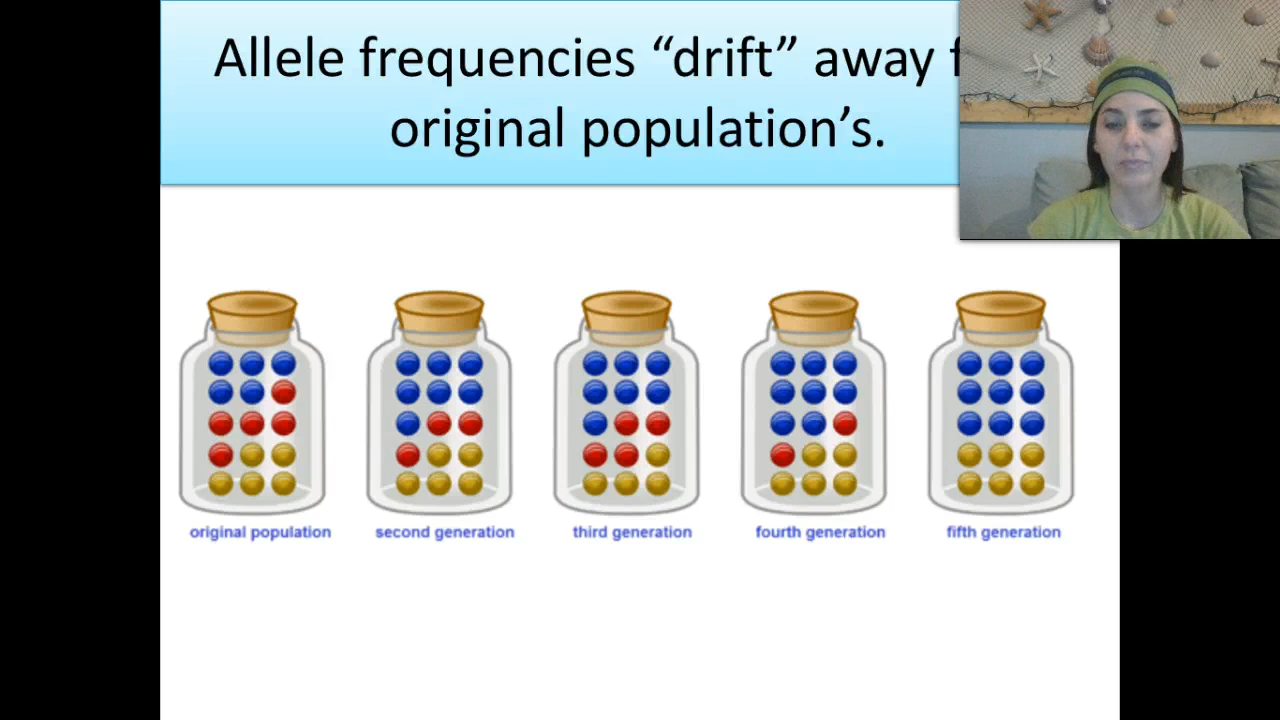 Allele frequencies “drift” away
original population’s.
original population
second generation
third generation
fourth generation
fifth generation